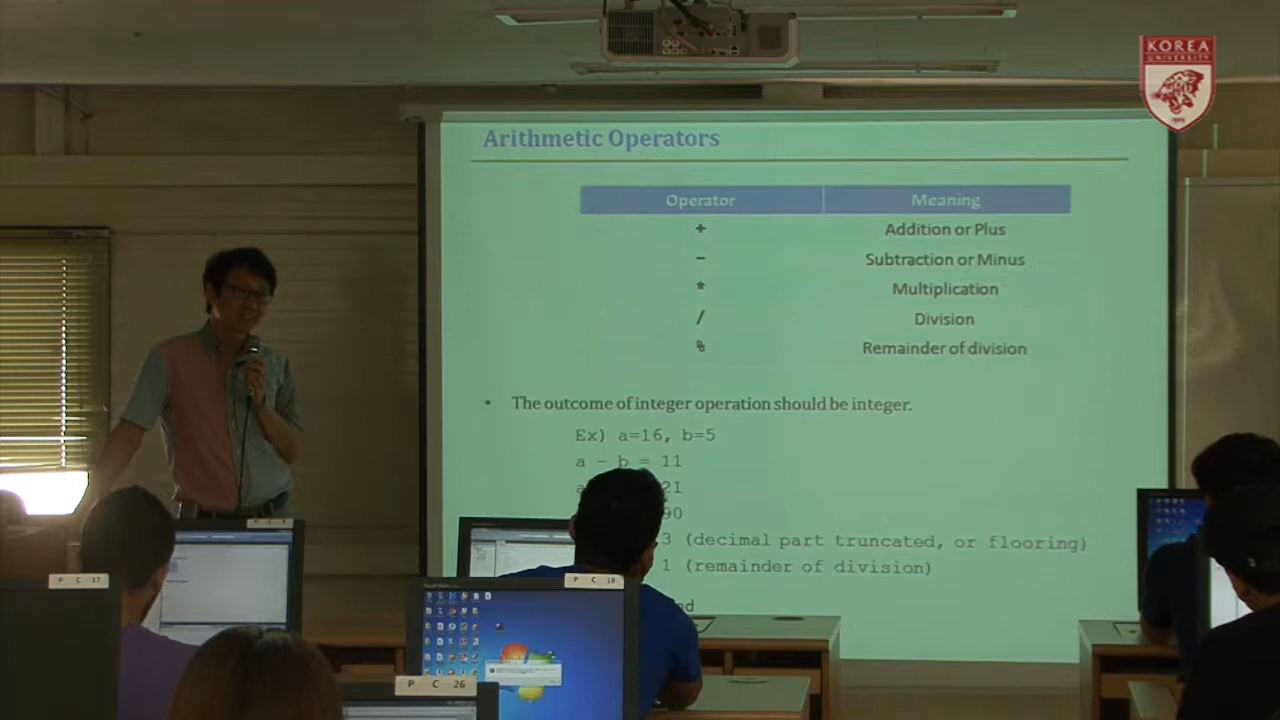 KOREA
UNIVERSITY
Arithmetic Operators
Operator Meaning
+ Addition or Plus
- Subtraction or Minus
* Multiplication
/ Division
% Remainder of division
• The outcome of integer operation should be integer.
Ex) a=16, b=5
a - b = 11
21
90
3 (decimal part truncated, or flooring)
1 (remainder of division)
P C 17
P C 18
P C 26